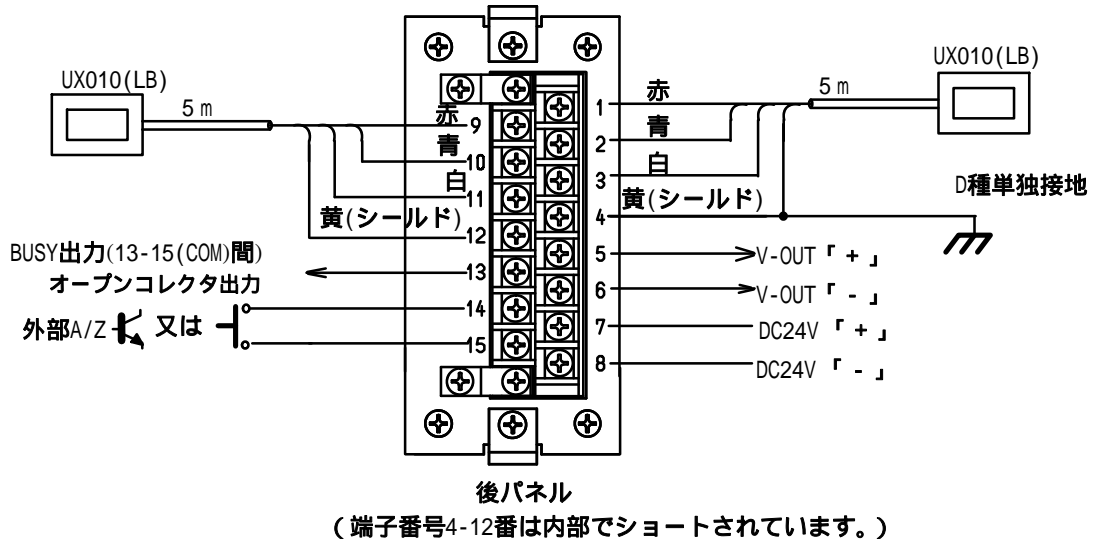 UX010(LB)
5 m
赤
9
青
10
白
11
黄(シールド)
12
BUSY出力(13-15(COM)間)
オープンコレクタ出力
13
14
外部A/Z 又は
15
UX010(LB)
5 m
1 赤
2 青
3 白
D種単独接地
黄(シールド)
4
5 V-OUT「 + 」
6 V-OUT「 - 」
7 DC24V「 + 」
8 DC24V「 - 」
後パネル
(端子番号4-12番は内部でショートされています。)